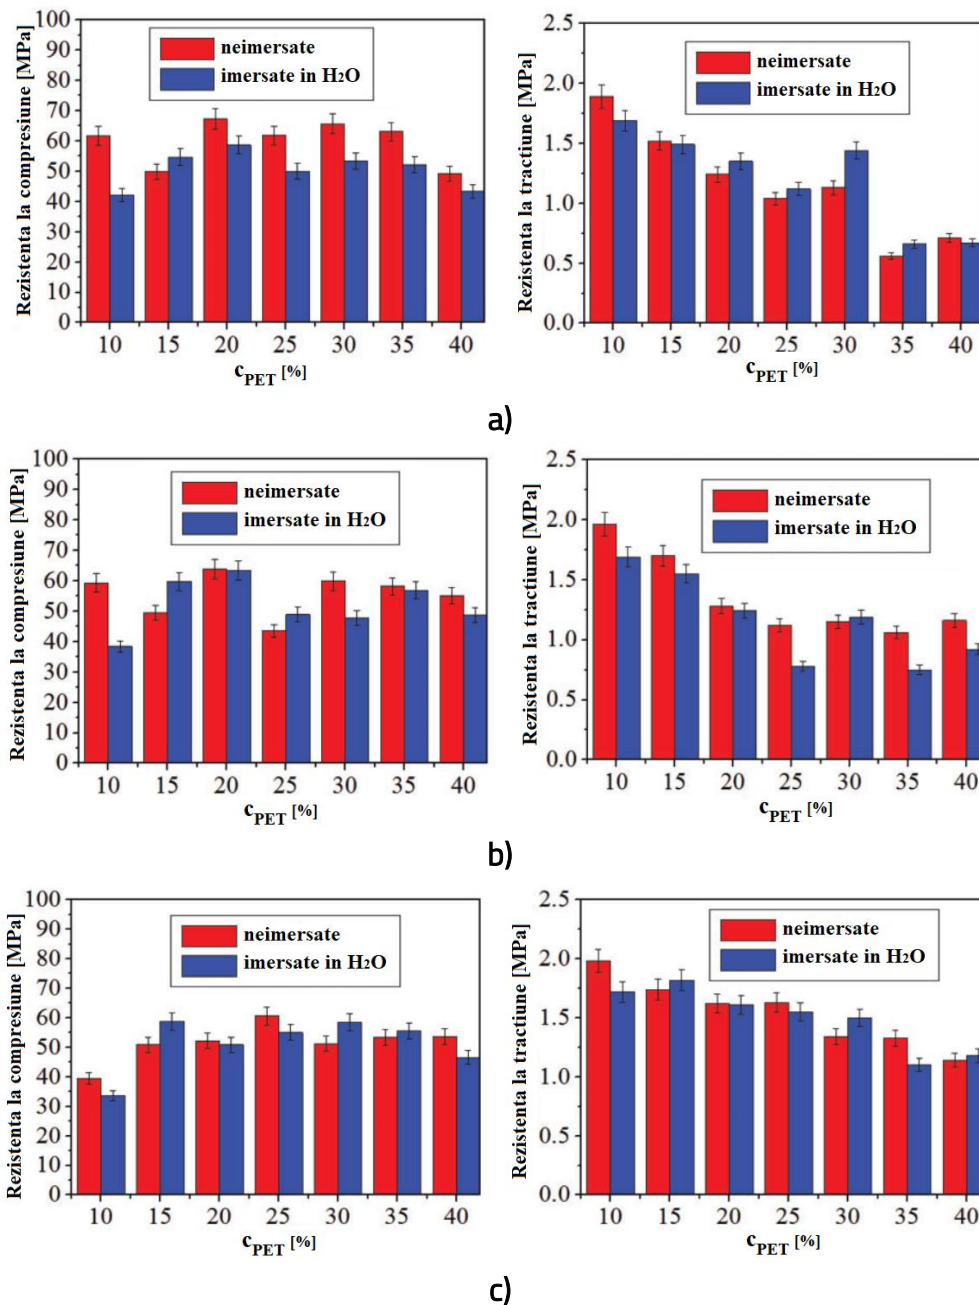 Rezistenta la compresiune [MPa]
100
90
80
70
60
50
40
30
20
10
0
neimersate
imersate in H2O
10 15 20 25 30 35 40
cPET [%]
Rezistenta la tractiune [MPa]
2.5
2.0
1.5
1.0
0.5
0.0
neimersate
imersate in H2O
10 15 20 25 30 35 40
cPET [%]
a)
Rezistenta la compresiune [MPa]
100
90
80
70
60
50
40
30
20
10
0
neimersate
imersate in H2O
10 15 20 25 30 35 40
cPET [%]
Rezistenta la tractiune [MPa]
2.5
2.0
1.5
1.0
0.5
0.0
neimersate
imersate in H2O
10 15 20 25 30 35 40
cPET [%]
b)
Rezistenta la compresiune [MPa]
100
90
80
70
60
50
40
30
20
10
0
neimersate
imersate in H2O
10 15 20 25 30 35 40
cPET [%]
Rezistenta la tractiune [MPa]
2.5
2.0
1.5
1.0
0.5
0.0
neimersate
imersate in H2O
10 15 20 25 30 35 40
cPET [%]
c)